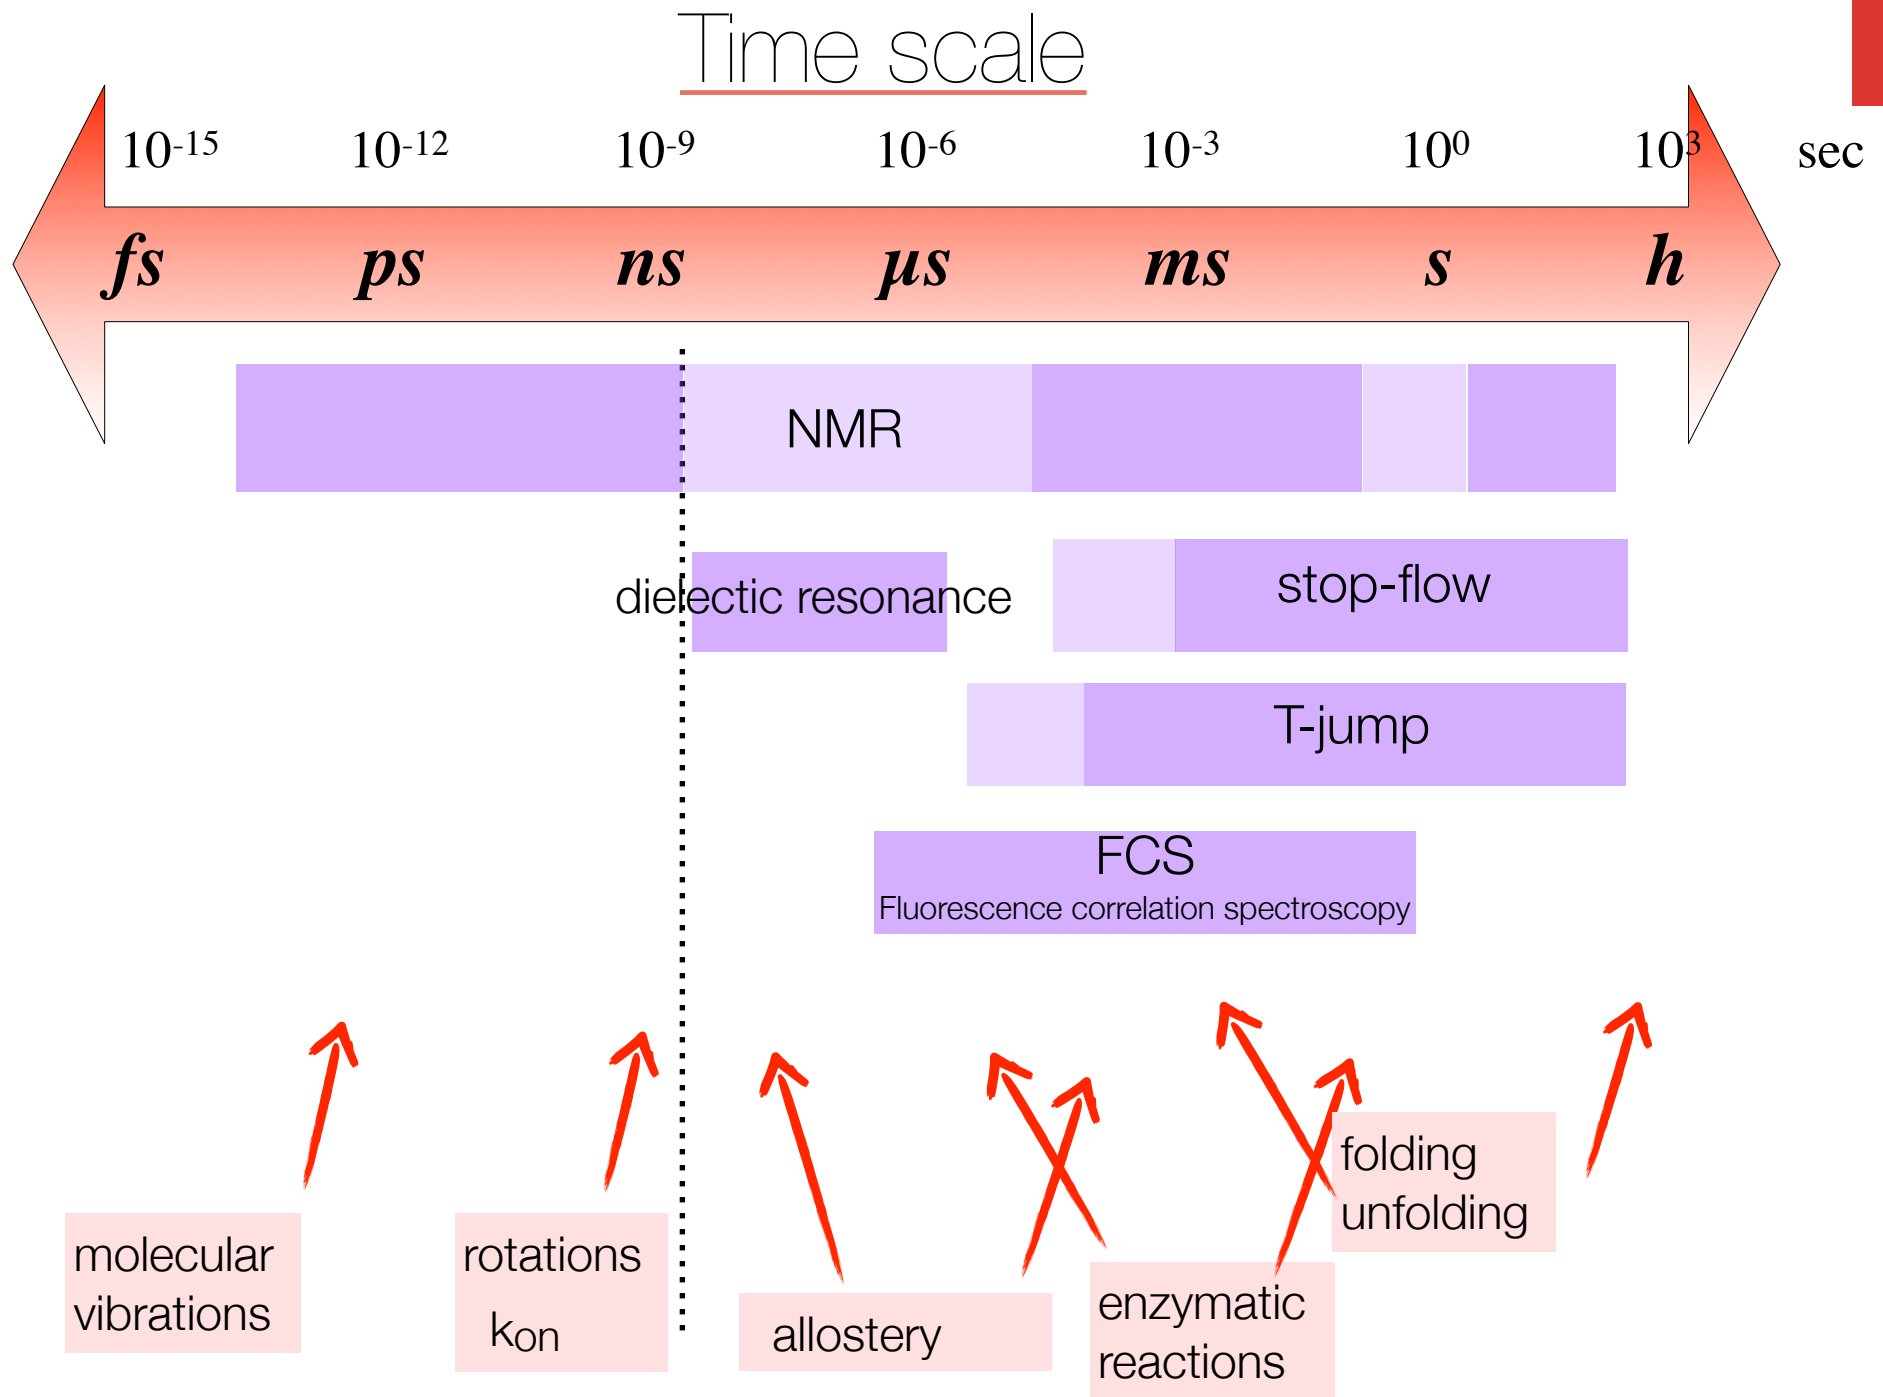 Time scale
10-15 10-12 10-9 10-6 10-3 100 103 sec
fs ps ns µs ms s h
NMR
dielectic resonance
stop-flow
T-jump
FCS
Fluorescence correlation spectroscopy
folding
unfolding
molecular
vibrations
rotations
kon
allostery
enzymatic
reactions